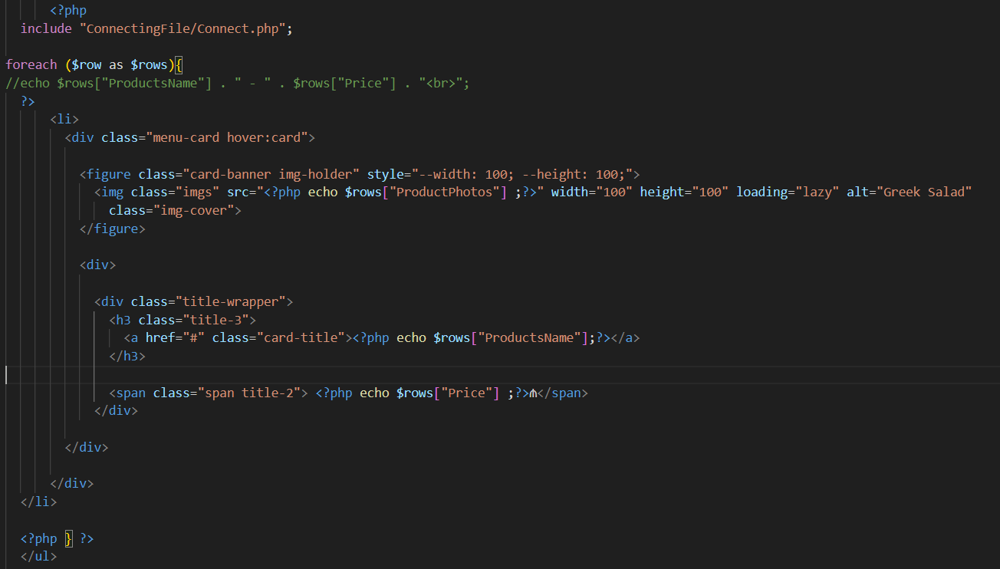 <?php
include "ConnectingFile/Connect.php";
foreach ($row as $rows){
//echo $rows["ProductsName"] . " - " . $rows["Price"] . "<br>";
?>
<li>
<div class="menu-card hover:card">
<figure class="card-banner img-holder" style="--width: 100; --height: 100;">
<img class="imgs" src="<?php echo $rows["ProductPhotos"] ;?>" width="100" height="100" loading="lazy" alt="Greek Salad"
class="img-cover">
</figure>
<div>
<div class="title-wrapper">
<h3 class="title-3">
<a href="#" class="card-title"><?php echo $rows["ProductsName"];?></a>
</h3>
<span class="span title-2"> <?php echo $rows["Price"] ;?>₼</span>
</div>
</div>
</div>
</li>
<?php } ?>
</ul>